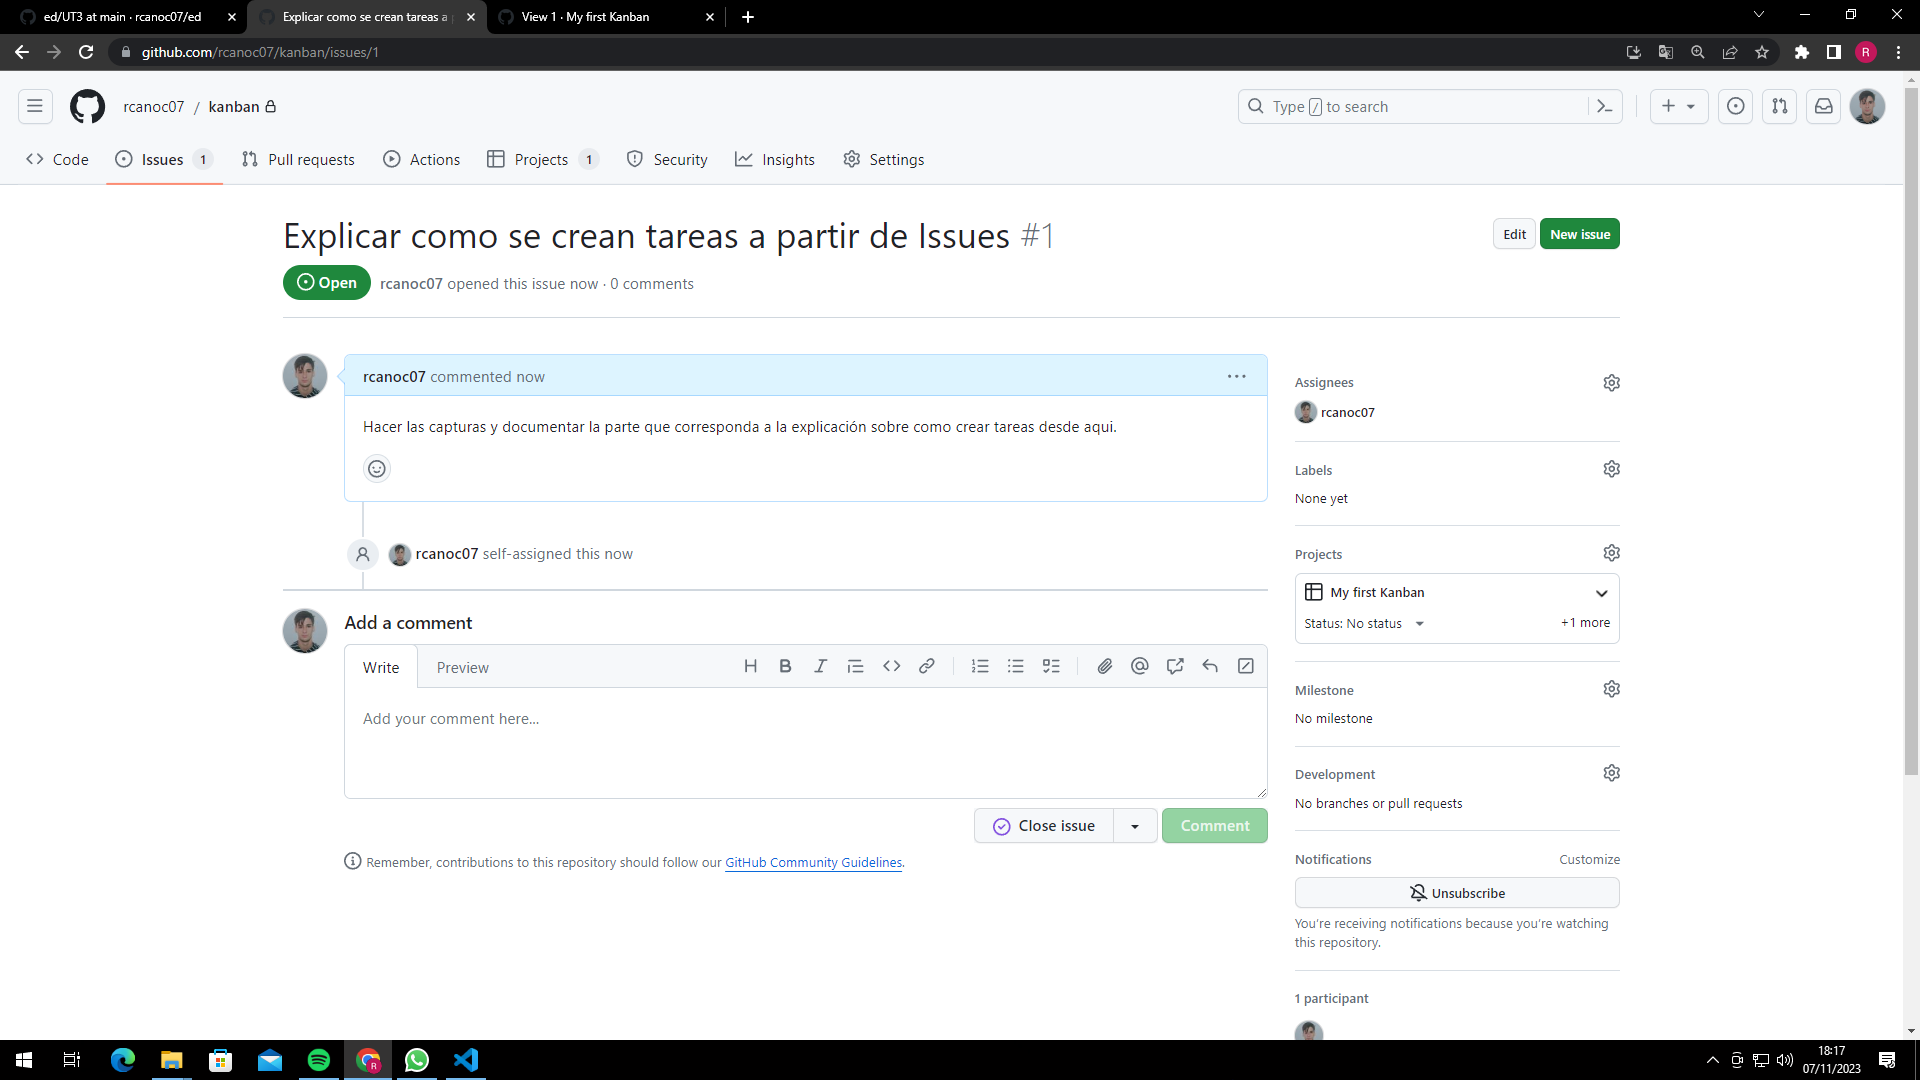 ed/UT3 at main · rcanoc07/ed
Explicar como se crean tareas a p
View 1 · My first Kanban
github.com/rcanoc07/kanban/issues/1
R
rcanoc07 / kanban
Type / to search
Code
Issues 1
Pull requests
Actions
Projects 1
Security
Insights
Settings
Explicar como se crean tareas a partir de Issues #1
Edit
New issue
Open
rcanoc07 opened this issue now · 0 comments
rcanoc07 commented now
Hacer las capturas y documentar la parte que corresponda a la explicación sobre como crear tareas desde aqui.
rcanoc07 self-assigned this now
Add a comment
Write
Preview
Add your comment here...
Close issue
Comment
Remember, contributions to this repository should follow our GitHub Community Guidelines.
Assignees
rcanoc07
Labels
None yet
Projects
My first Kanban
Status: No status
+1 more
Milestone
No milestone
Development
No branches or pull requests
Notifications
Customize
Unsubscribe
You're receiving notifications because you're watching
this repository.
1 participant
18:17
07/11/2023